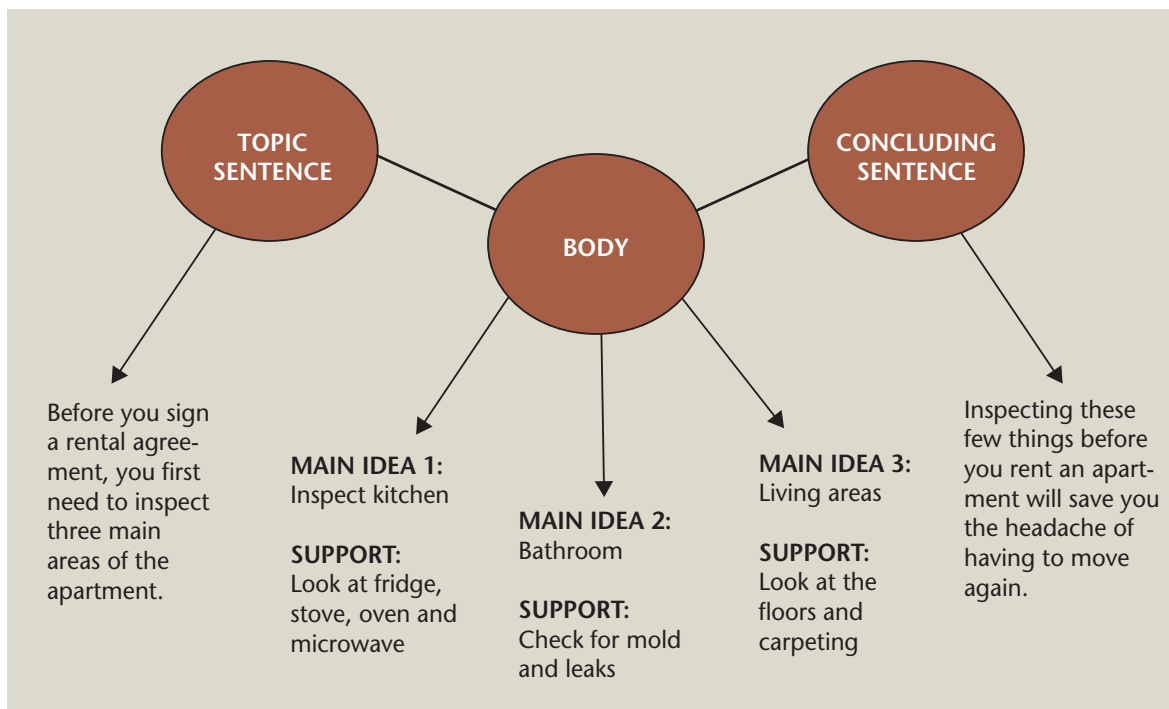 TOPIC
SENTENCE
BODY
CONCLUDING
SENTENCE
Before you sign
a rental agree-
ment, you first
need to inspect
three main
areas of the
apartment.
MAIN IDEA 1:
Inspect kitchen
SUPPORT:
Look at fridge,
stove, oven and
microwave
MAIN IDEA 2:
Bathroom
SUPPORT:
Check for mold
and leaks
MAIN IDEA 3:
Living areas
SUPPORT:
Look at the
floors and
carpeting
Inspecting these
few things before
you rent an apart-
ment will save you
the headache of
having to move
again.